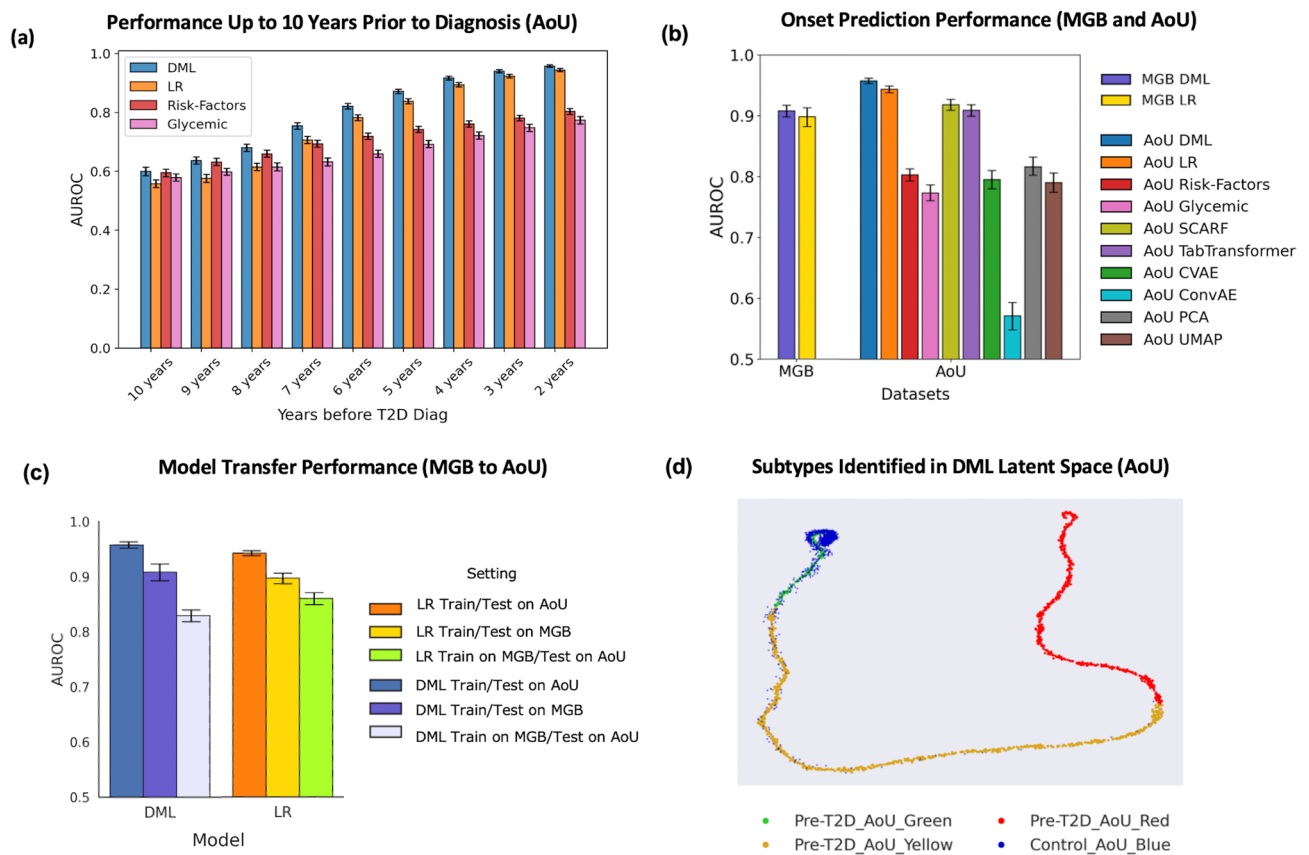 (a)
Performance Up to 10 Years Prior to Diagnosis (AoU)
DML
LR
Risk-Factors
Glycemic
AUROC
1.0
0.8
0.6
0.4
0.2
0.0
10 years
9 years
8 years
7 years
6 years
5 years
4 years
3 years
2 years
Years before T2D Diag
(b)
Onset Prediction Performance (MGB and AoU)
AUROC
1.0
0.9
0.8
0.7
0.6
0.5
MGB
AoU
Datasets
MGB DML
MGB LR
AoU DML
AoU LR
AoU Risk-Factors
AoU Glycemic
AoU SCARF
AoU TabTransformer
AoU CVAE
AoU ConvAE
AoU PCA
AoU UMAP
(c)
Model Transfer Performance (MGB to AoU)
AUROC
1.0
0.9
0.8
0.7
0.6
0.5
DML
LR
Model
Setting
LR Train/Test on AoU
LR Train/Test on MGB
LR Train on MGB/Test on AoU
DML Train/Test on AoU
DML Train/Test on MGB
DML Train on MGB/Test on AoU
(d)
Subtypes Identified in DML Latent Space (AoU)
Pre-T2D_AoU_Green
Pre-T2D_AoU_Red
Pre-T2D_AoU_Yellow
Control_AoU_Blue